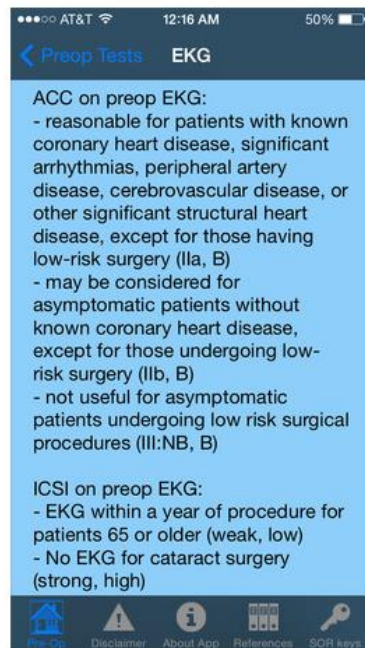 AT&T 12:16 AM 50%
Preop Tests EKG
ACC on preop EKG:
- reasonable for patients with known
coronary heart disease, significant
arrhythmias, peripheral artery
disease, cerebrovascular disease, or
other significant structural heart
disease, except for those having
low-risk surgery (IIa, B)
- may be considered for
asymptomatic patients without
known coronary heart disease,
except for those undergoing low-
risk surgery (IIb, B)
- not useful for asymptomatic
patients undergoing low risk surgical
procedures (III:NB, B)
ICSI on preop EKG:
- EKG within a year of procedure for
patients 65 or older (weak, low)
- No EKG for cataract surgery
(strong, high)
Pre-Op Disclaimer About App References SOR keys